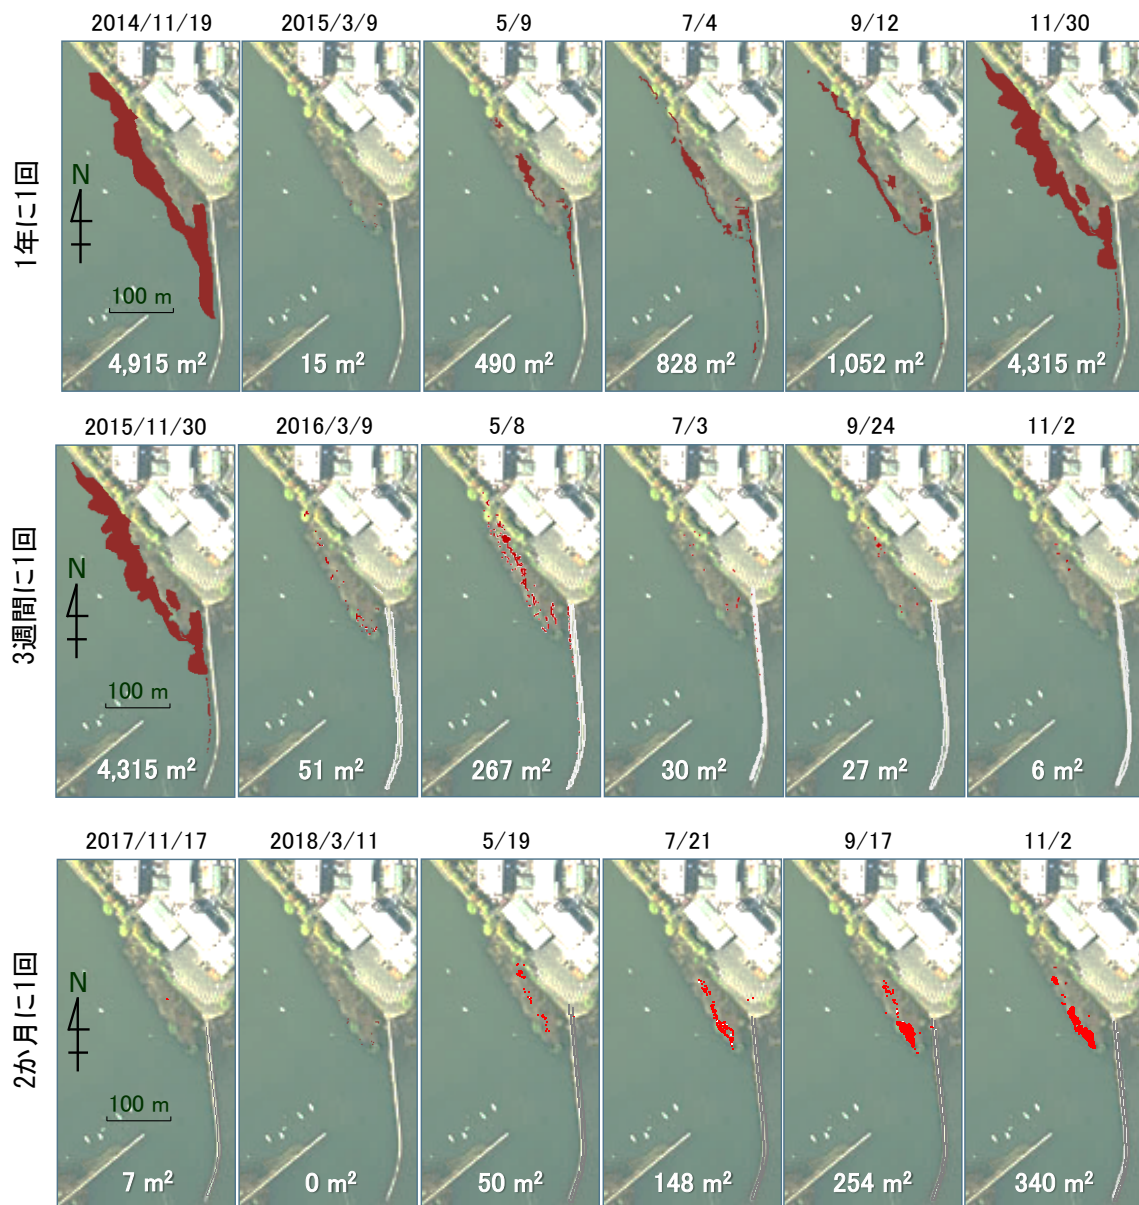 2014/11/19 2015/3/9 5/9 7/4 9/12 11/30
1年に1回
N
100 m
4,915 m² 15 m² 490 m² 828 m² 1,052 m² 4,315 m²
2015/11/30 2016/3/9 5/8 7/3 9/24 11/2
3週間に1回
N
100 m
4,315 m² 51 m² 267 m² 30 m² 27 m² 6 m²
2017/11/17 2018/3/11 5/19 7/21 9/17 11/2
2か月に1回
N
100 m
7 m² 0 m² 50 m² 148 m² 254 m² 340 m²